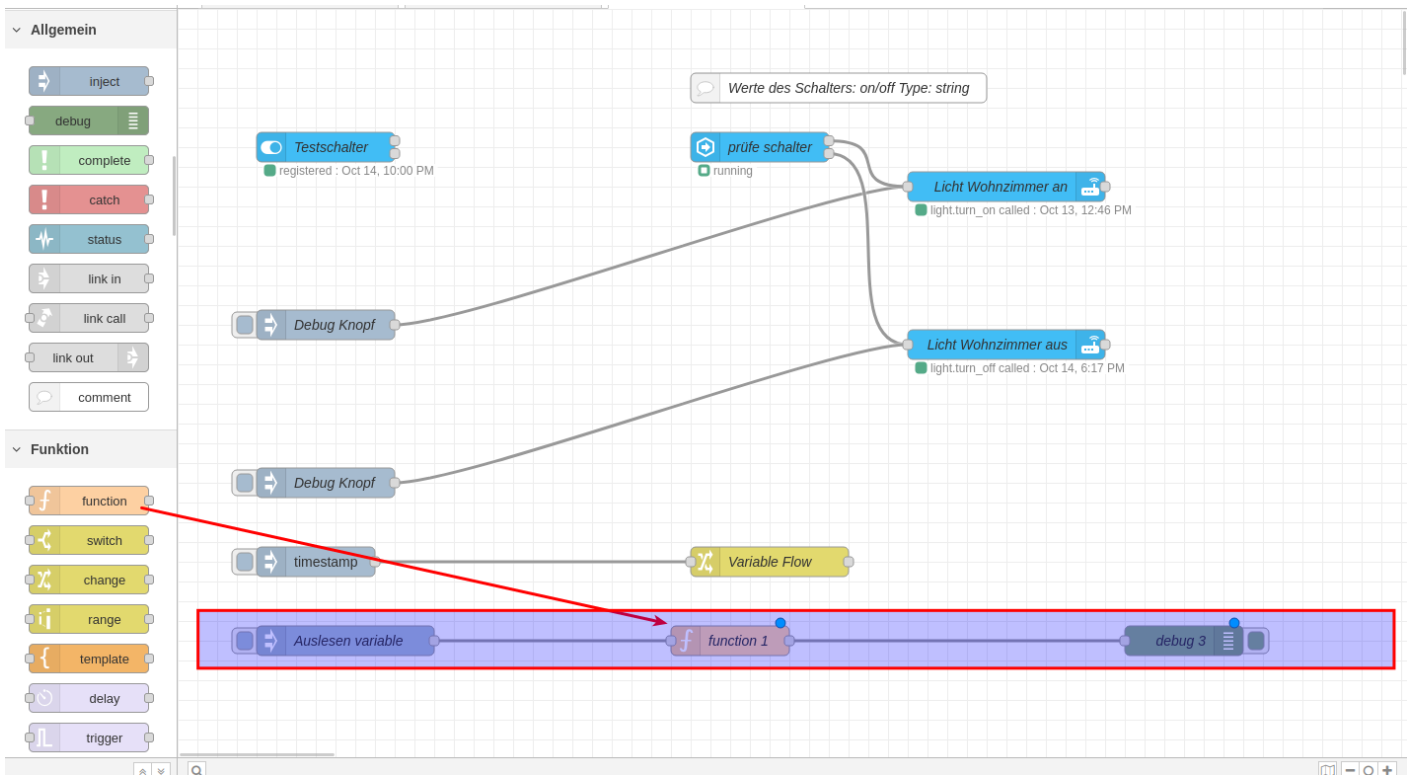 Allgemein
inject
debug
complete
catch
status
link in
link call
link out
comment
Funktion
function
switch
change
range
template
delay
trigger
Werte des Schalters: on/off Type: string
Testschalter
registered : Oct 14, 10:00 PM
prüfe schalter
running
Licht Wohnzimmer an
light.turn_on called : Oct 13, 12:46 PM
Debug Knopf
Licht Wohnzimmer aus
light.turn_off called : Oct 14, 6:17 PM
Debug Knopf
timestamp
Variable Flow
Auslesen variable
function 1
debug 3